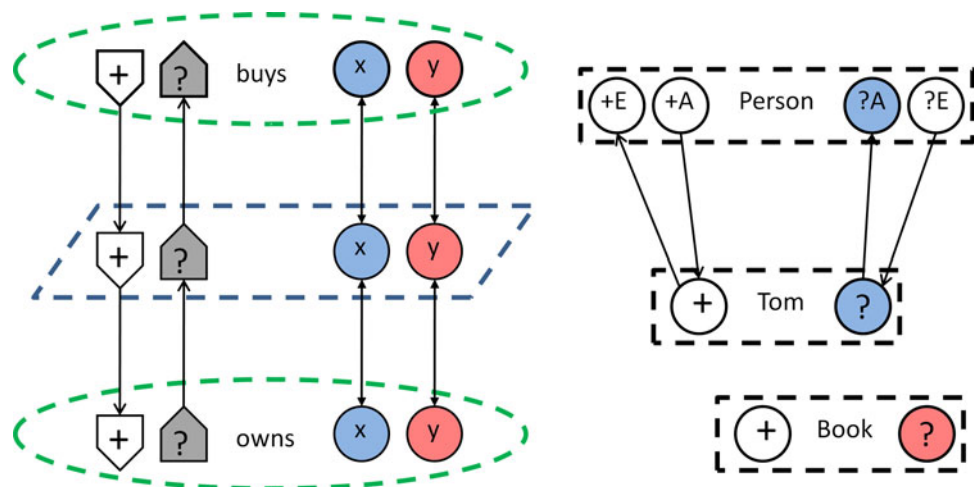 + ? buys x y
+ ? x y
+ ? owns x y
+E +A Person ?A ?E
+ Tom ?
+ Book ?